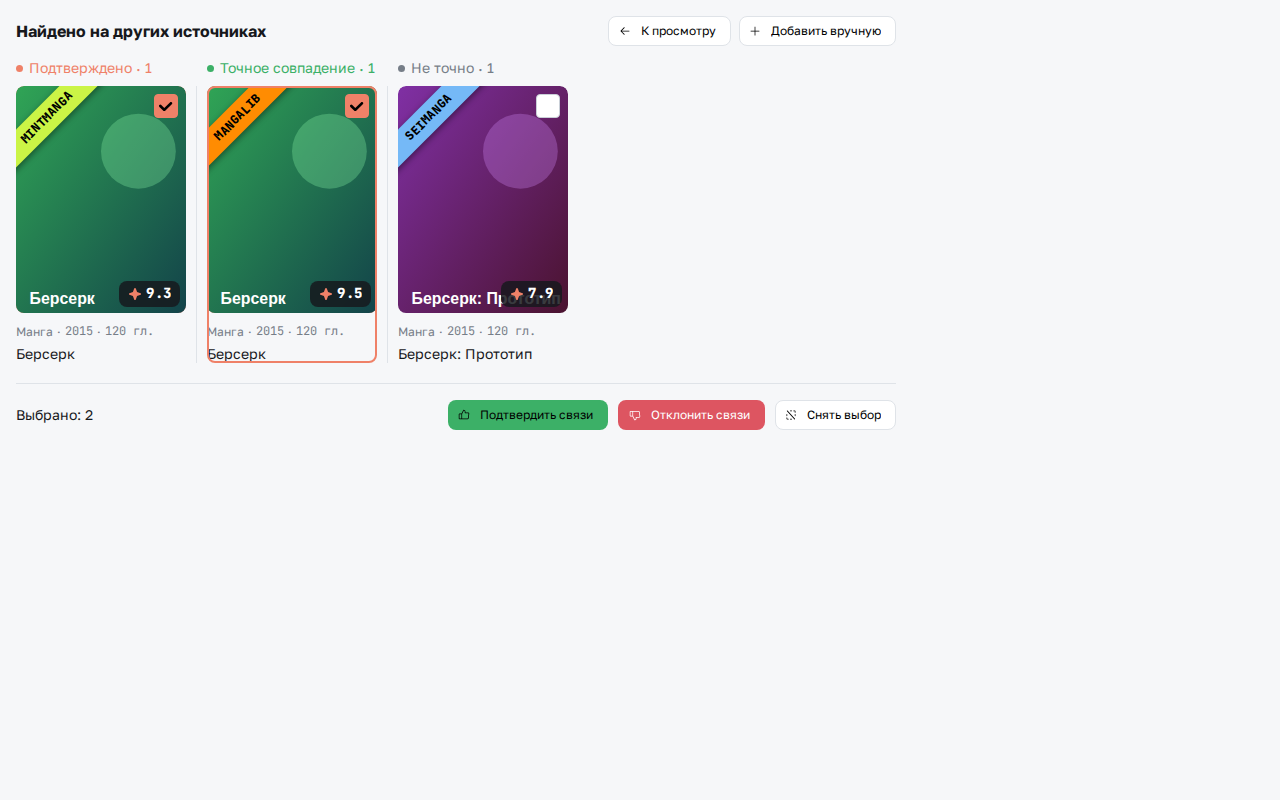 Найдено на других источниках
К просмотру
Добавить вручную
Подтверждено · 1
Точное совпадение · 1
Не точно · 1
MINTMANGA
MANGALIB
SEIMANGA
Берсерк
9.3
Берсерк
9.5
Берсерк: Прототип
7.9
Манга · 2015 · 120 гл.
Манга · 2015 · 120 гл.
Манга · 2015 · 120 гл.
Берсерк
Берсерк
Берсерк: Прототип
Выбрано: 2
Подтвердить связи
Отклонить связи
Снять выбор